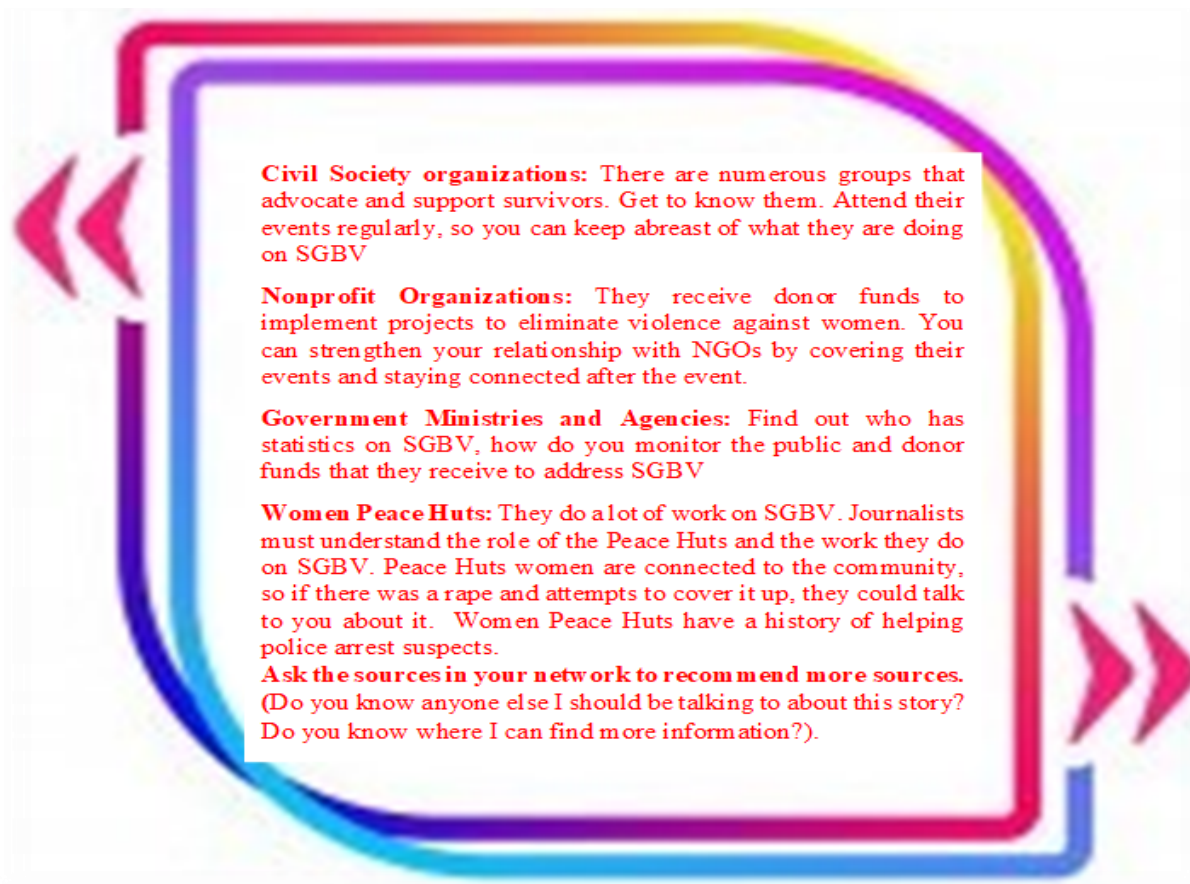 Civil Society organizations: There are numerous groups that
advocate and support survivors. Get to know them. Attend their
events regularly, so you can keep abreast of what they are doing
on SGBV
Nonprofit Organizations: They receive donor funds to
implement projects to eliminate violence against women. You
can strengthen your relationship with NGOs by covering their
events and staying connected after the event.
Government Ministries and Agencies: Find out who has
statistics on SGBV, how do you monitor the public and donor
funds that they receive to address SGBV
Women Peace Huts: They do a lot of work on SGBV. Journalists
must understand the role of the Peace Huts and the work they do
on SGBV. Peace Huts women are connected to the community,
so if there was a rape and attempts to cover it up, they could talk
to you about it. Women Peace Huts have a history of helping
police arrest suspects.
Ask the sources in your network to recommend more sources.
(Do you know anyone else I should be talking to about this story?
Do you know where I can find more information?).